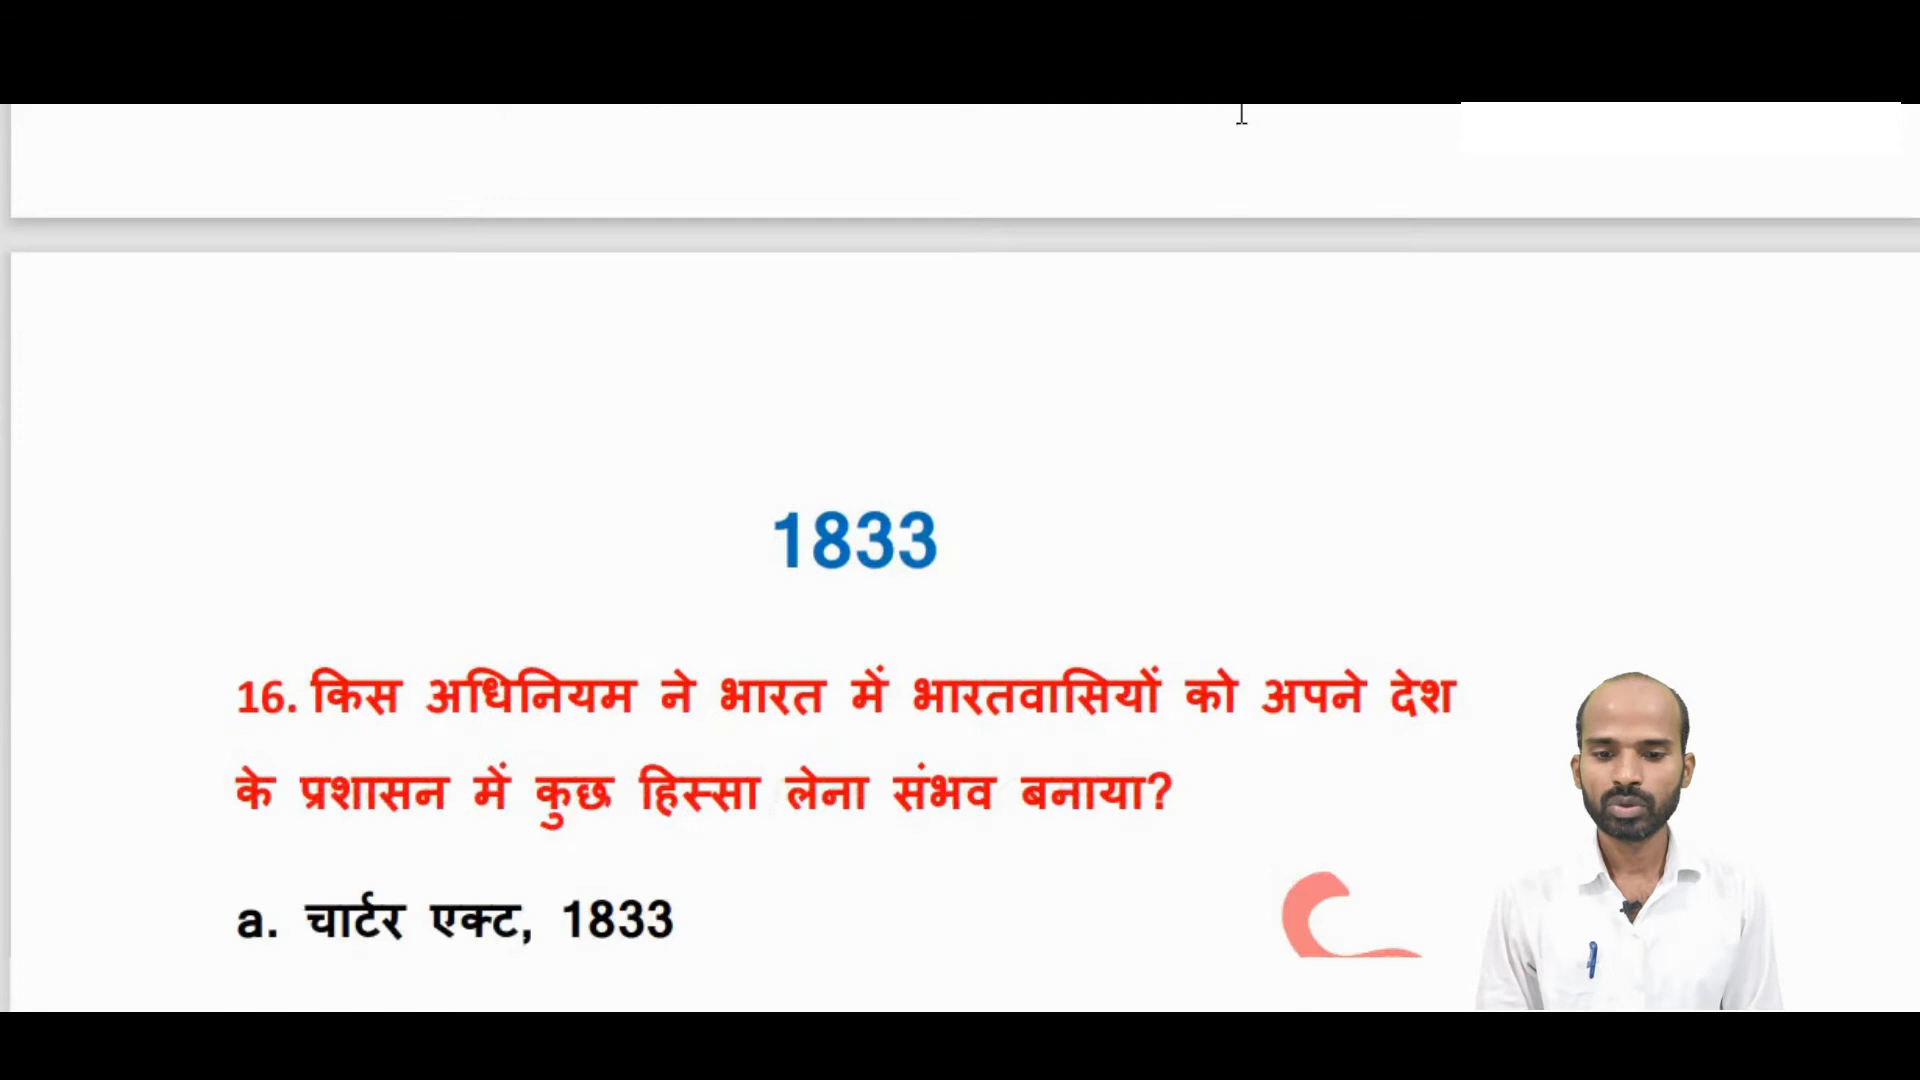 1833
16. किस अधिनियम ने भारत में भारतवासियों को अपने देश
के प्रशासन में कुछ हिस्सा लेना संभव बनाया?
a. चार्टर एक्ट, 1833